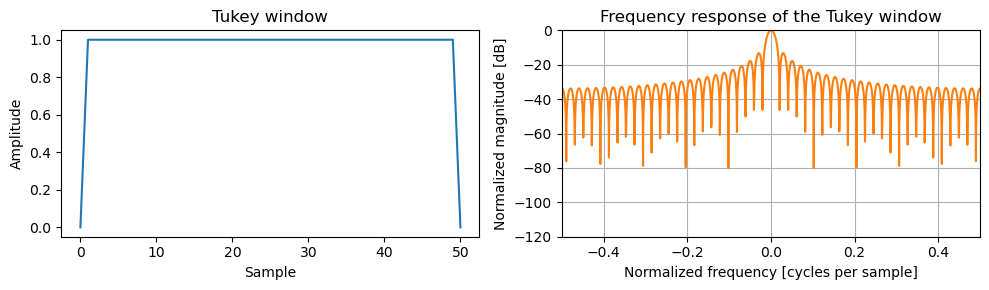 Tukey window
Amplitude
1.0
0.8
0.6
0.4
0.2
0.0
0 10 20 30 40 50
Sample
Frequency response of the Tukey window
Normalized magnitude [dB]
0
−20
−40
−60
−80
−100
−120
−0.4 −0.2 0.0 0.2 0.4
Normalized frequency [cycles per sample]